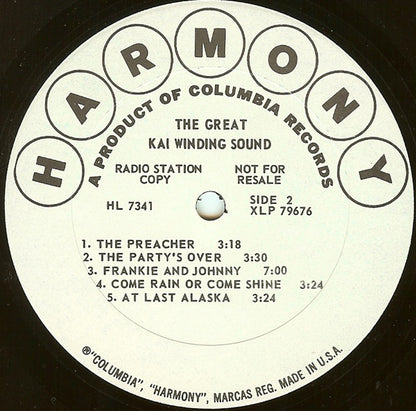 HARMONY
A PRODUCT OF COLUMBIA RECORDS
THE GREAT
KAI WINDING SOUND
RADIO STATION COPY
NOT FOR RESALE
HL 7341
SIDE 2
XLP 79676
1. THE PREACHER 3:18
2. THE PARTY'S OVER 3:30
3. FRANKIE AND JOHNNY 7:00
4. COME RAIN OR COME SHINE 3:24
5. AT LAST ALASKA 3:24
®"COLUMBIA", "HARMONY", MARCAS REG. MADE IN U.S.A.